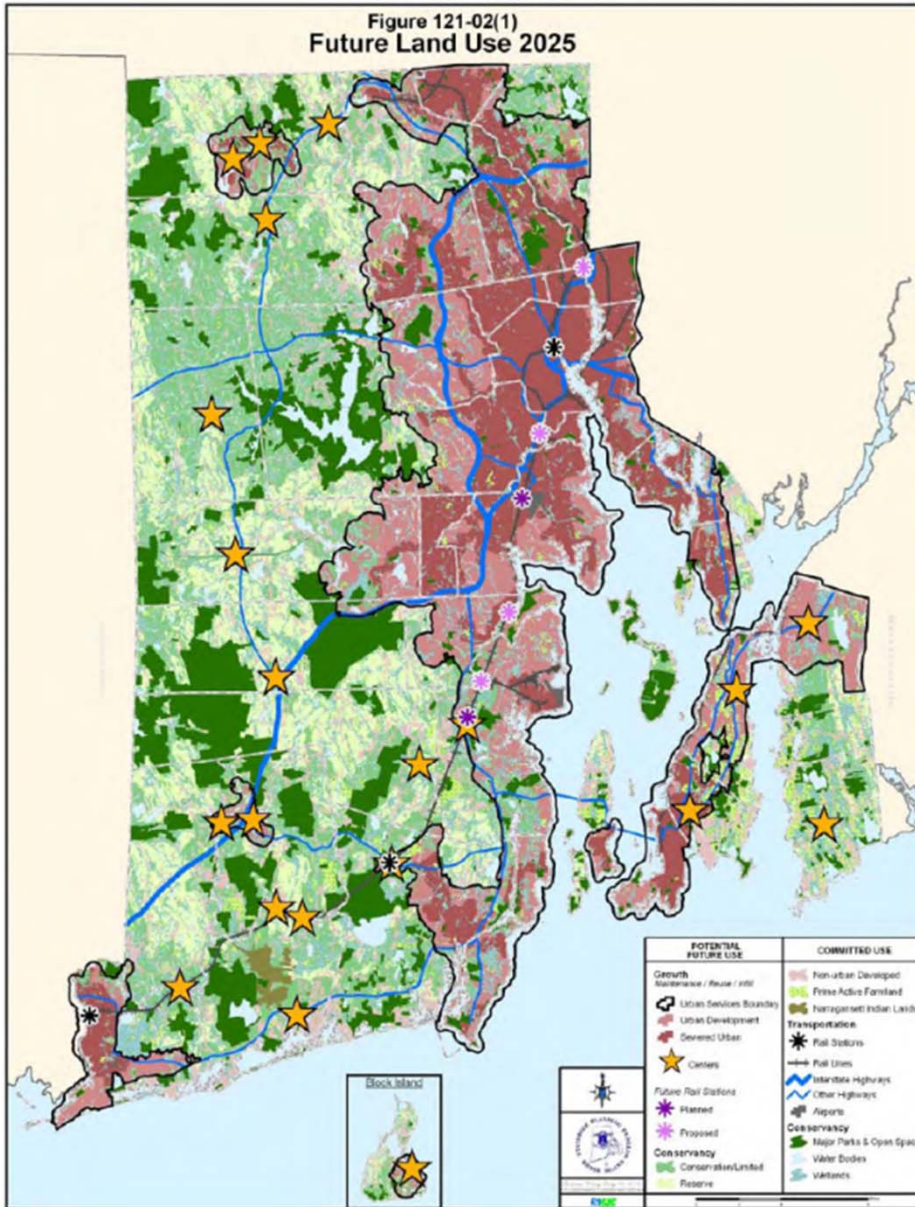 Figure 121-02(1)
Future Land Use 2025
Block Island
POTENTIAL
FUTURE USE
Growth
Maintenance / Reuse / Infill
Urban Services Boundary
Urban Development
Sewered Urban
Centers
Future Rail Stations
Planned
Proposed
Conservancy
Conservation/Limited
Reserve
COMMITTED USE
Non-urban Developed
Prime Active Farmland
Narragansett Indian Land
Transportation
Rail Stations
Rail Lines
Interstate Highways
Other Highways
Airports
Conservancy
Major Parks & Open Spac
Water Bodies
Wetlands